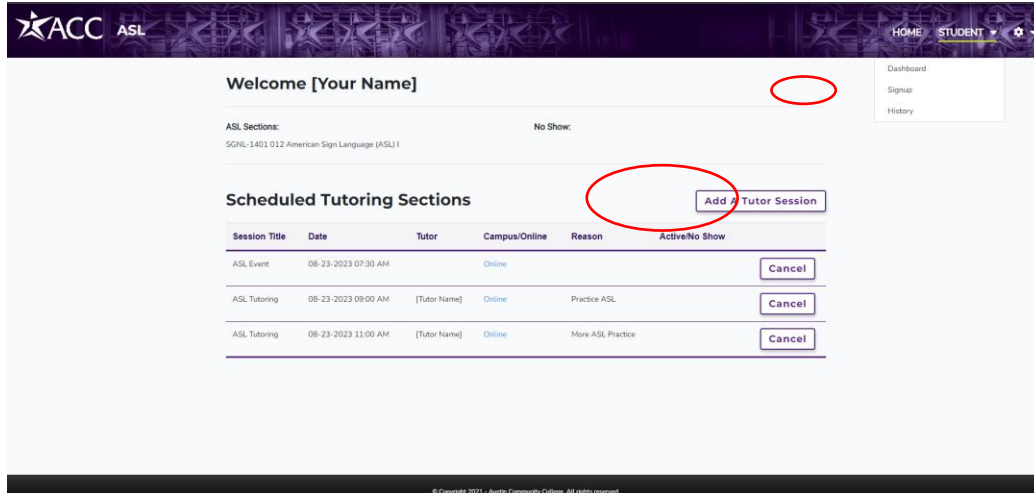 ACC ASL HOME STUDENT
Dashboard
Signup
History
Welcome [Your Name]
ASL Sections: No Show:
SGNL-1401 012 American Sign Language (ASL) I
Scheduled Tutoring Sections Add A Tutor Session
Session Title Date Tutor Campus/Online Reason Active/No Show
ASL Event 08-23-2023 07:30 AM Online Cancel
ASL Tutoring 08-23-2023 09:00 AM [Tutor Name] Online Practice ASL Cancel
ASL Tutoring 08-23-2023 11:00 AM [Tutor Name] Online More ASL Practice Cancel
© Copyright 2021 - Austin Community College. All rights reserved.